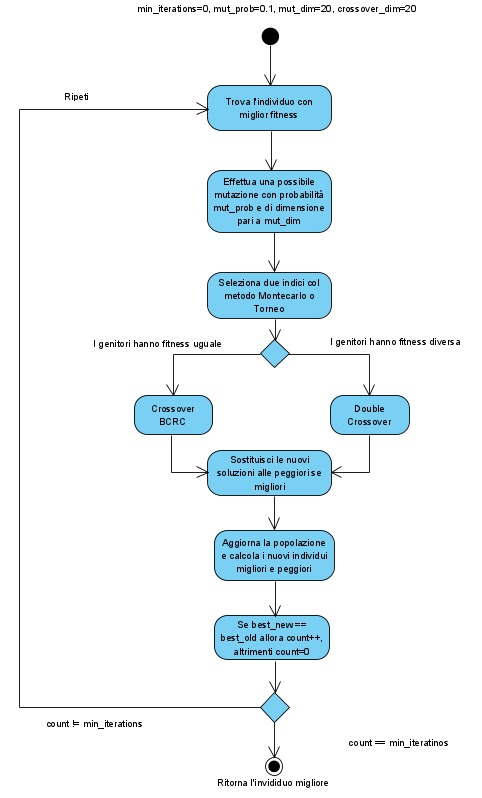 min_iterations=0, mut_prob=0.1, mut_dim=20, crossover_dim=20
Ripeti
Trova l'individuo con
miglior fitness
Effettua una possibile
mutazione con probabilità
mut_prob e di dimensione
pari a mut_dim
Seleziona due indici col
metodo Montecarlo o
Torneo
I genitori hanno fitness uguale
I genitori hanno fitness diversa
Crossover
BCRC
Double
Crossover
Sostituisci le nuovi
soluzioni alle peggiori se
migliori
Aggiorna la popolazione
e calcola i nuovi individui
migliori e peggiori
Se best_new ==
best_old allora count++,
altrimenti count=0
count != min_iterations
count == min_iteratinos
Ritorna l'invididuo migliore